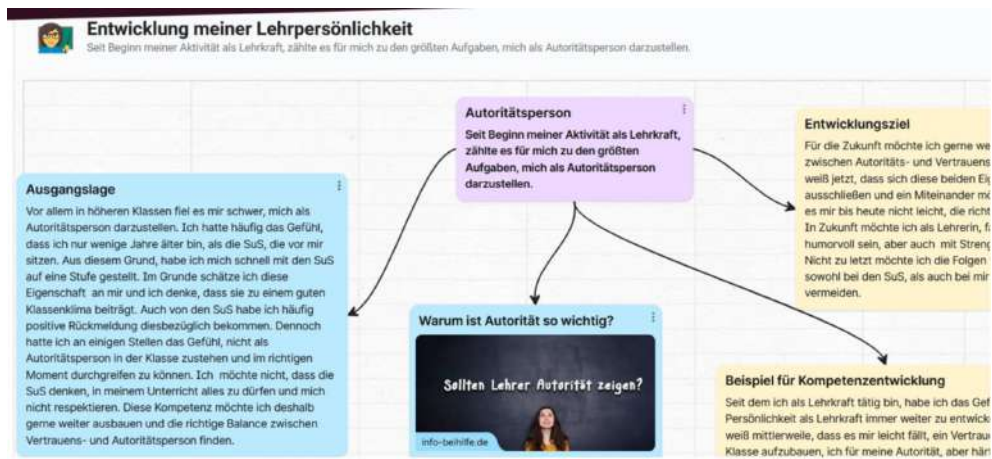 Entwicklung meiner Lehrpersönlichkeit
Seit Beginn meiner Aktivität als Lehrkraft, zählte es für mich zu den größten Aufgaben, mich als Autoritätsperson darzustellen.
Autoritätsperson
Seit Beginn meiner Aktivität als Lehrkraft,
zählte es für mich zu den größten
Aufgaben, mich als Autoritätsperson
darzustellen.
Ausgangslage
Vor allem in höheren Klassen fiel es mir schwer, mich als
Autoritätsperson darzustellen. Ich hatte häufig das Gefühl,
dass ich nur wenige Jahre älter bin, als die SuS, die vor mir
sitzen. Aus diesem Grund, habe ich mich schnell mit den SuS
auf eine Stufe gestellt. Im Grunde schätze ich diese
Eigenschaft an mir und ich denke, dass sie zu einem guten
Klassenklima beiträgt. Auch von den SuS habe ich häufig
positive Rückmeldung diesbezüglich bekommen. Dennoch
hatte ich an einigen Stellen das Gefühl, nicht als
Autoritätsperson in der Klasse zustehen und im richtigen
Moment durchgreifen zu können. Ich möchte nicht, dass die
SuS denken, in meinem Unterricht alles zu dürfen und mich
nicht respektieren. Diese Kompetenz möchte ich deshalb
gerne weiter ausbauen und die richtige Balance zwischen
Vertrauens- und Autoritätsperson finden.
Warum ist Autorität so wichtig?
Sollten Lehrer Autorität zeigen?
info-beihilfe.de
Entwicklungsziel
Für die Zukunft möchte ich gerne we
zwischen Autoritäts- und Vertrauens
weiß jetzt, dass sich diese beiden Eig
ausschließen und ein Miteinander mö
es mir bis heute nicht leicht, die richt
In Zukunft möchte ich als Lehrerin, fa
humorvoll sein, aber auch mit Streng
Nicht zu letzt möchte ich die Folgen
sowohl bei den SuS, als auch bei mir
vermeiden.
Beispiel für Kompetenzentwicklung
Seit dem ich als Lehrkraft tätig bin, habe ich das Gef
Persönlichkeit als Lehrkraft immer weiter zu entwick
weiß mittlerweile, dass es mir leicht fällt, ein Vertrau
Klasse aufzubauen, ich für meine Autorität, aber här